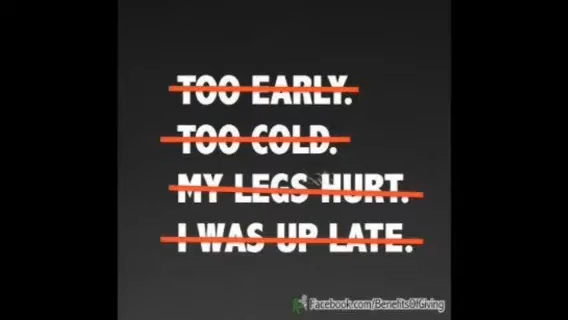 TOO EARLY.
TOO COLD.
MY LEGS HURT.
I WAS UP LATE.
Facebook.com/BenefitsOfGiving